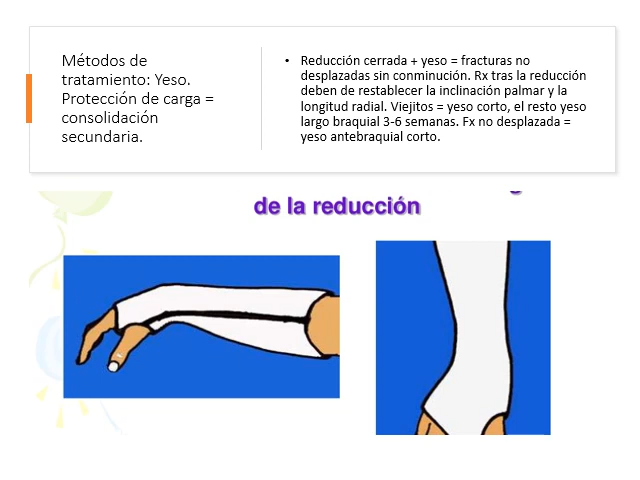 Métodos de
tratamiento: Yeso.
Protección de carga =
consolidación
secundaria.
• Reducción cerrada + yeso = fracturas no
desplazadas sin conminución. Rx tras la reducción
deben de restablecer la inclinación palmar y la
longitud radial. Viejitos = yeso corto, el resto yeso
largo braquial 3-6 semanas. Fx no desplazada =
yeso antebraquial corto.
de la reducción